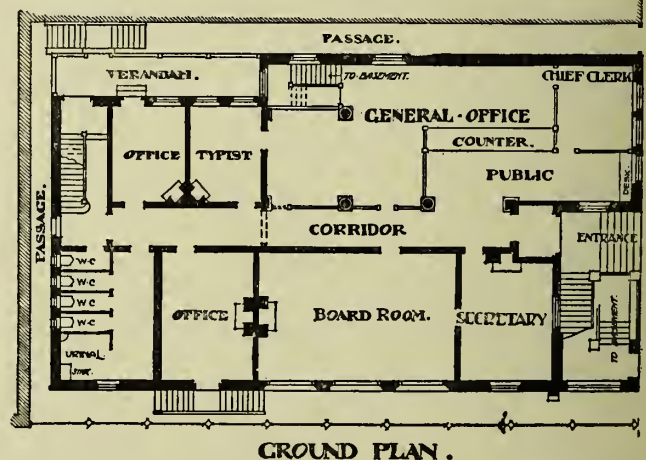 PASSAGE.
VERANDAH.
TO BASEMENT.
CHIEF CLERK
GENERAL-OFFICE
COUNTER.
OFFICE
TYPIST
PUBLIC
DESK.
PASSAGE.
CORRIDOR
ENTRANCE
W.C
W.C
W.C
W.C
OFFICE
BOARD ROOM.
SECRETARY
TO BASEMENT.
URINAL
SINK.
GROUND PLAN.